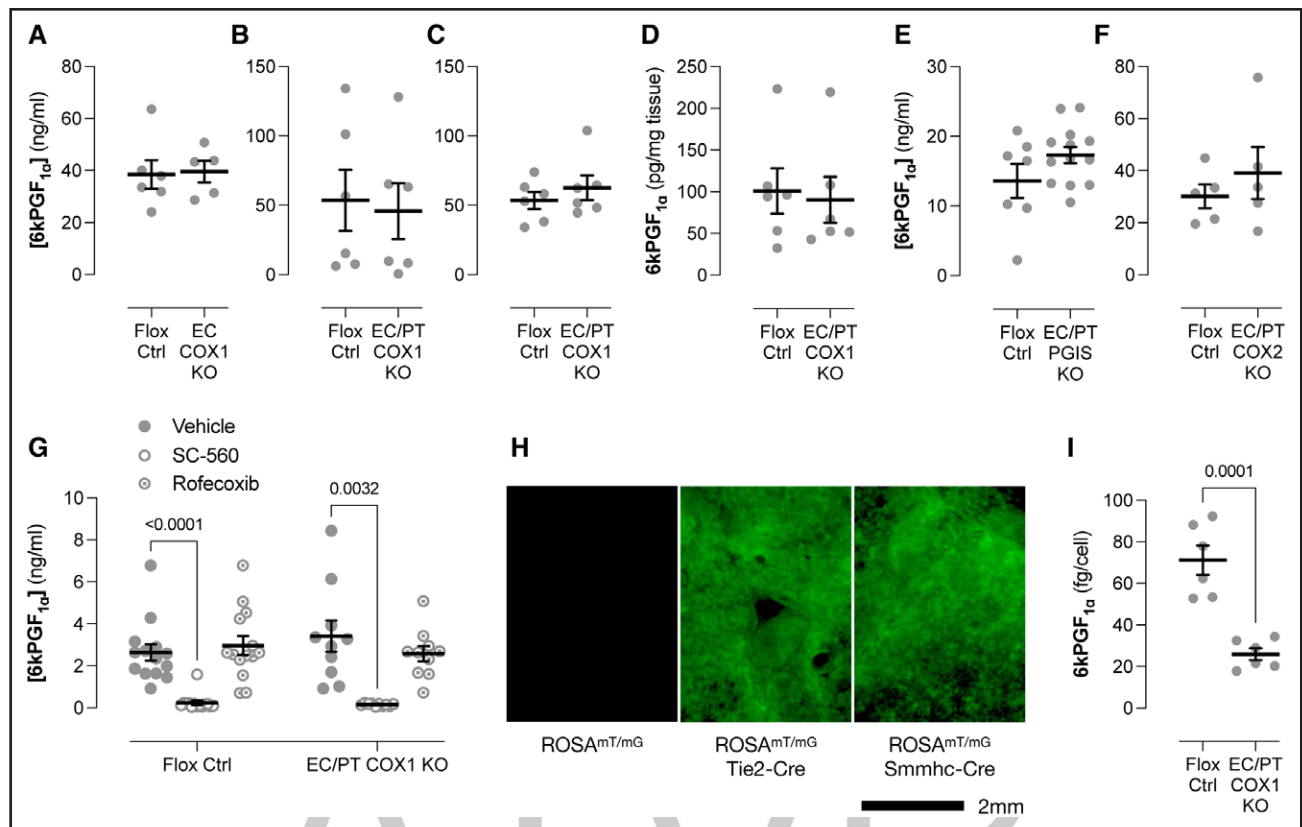 A
[6kPGF1α] (ng/ml)
80
60
40
20
0
Flox
Ctrl
EC
COX1
KO
B
150
100
50
0
Flox
Ctrl
EC/PT
COX1
KO
C
150
100
50
0
Flox
Ctrl
EC/PT
COX1
KO
D
6kPGF1α (pg/mg tissue)
250
200
150
100
50
0
Flox
Ctrl
EC/PT
COX1
KO
E
[6kPGF1α] (ng/ml)
30
20
10
0
Flox
Ctrl
EC/PT
PGIS
KO
F
80
60
40
20
0
Flox
Ctrl
EC/PT
COX2
KO
G
Vehicle
SC-560
Rofecoxib
[6kPGF1α] (ng/ml)
10
8
6
4
2
0
<0.0001
0.0032
Flox Ctrl
EC/PT COX1 KO
H
ROSAmT/mG
ROSAmT/mG
Tie2-Cre
ROSAmT/mG
Smmhc-Cre
2mm
I
6kPGF1α (fg/cell)
100
80
60
40
20
0
0.0001
Flox
Ctrl
EC/PT
COX1
KO